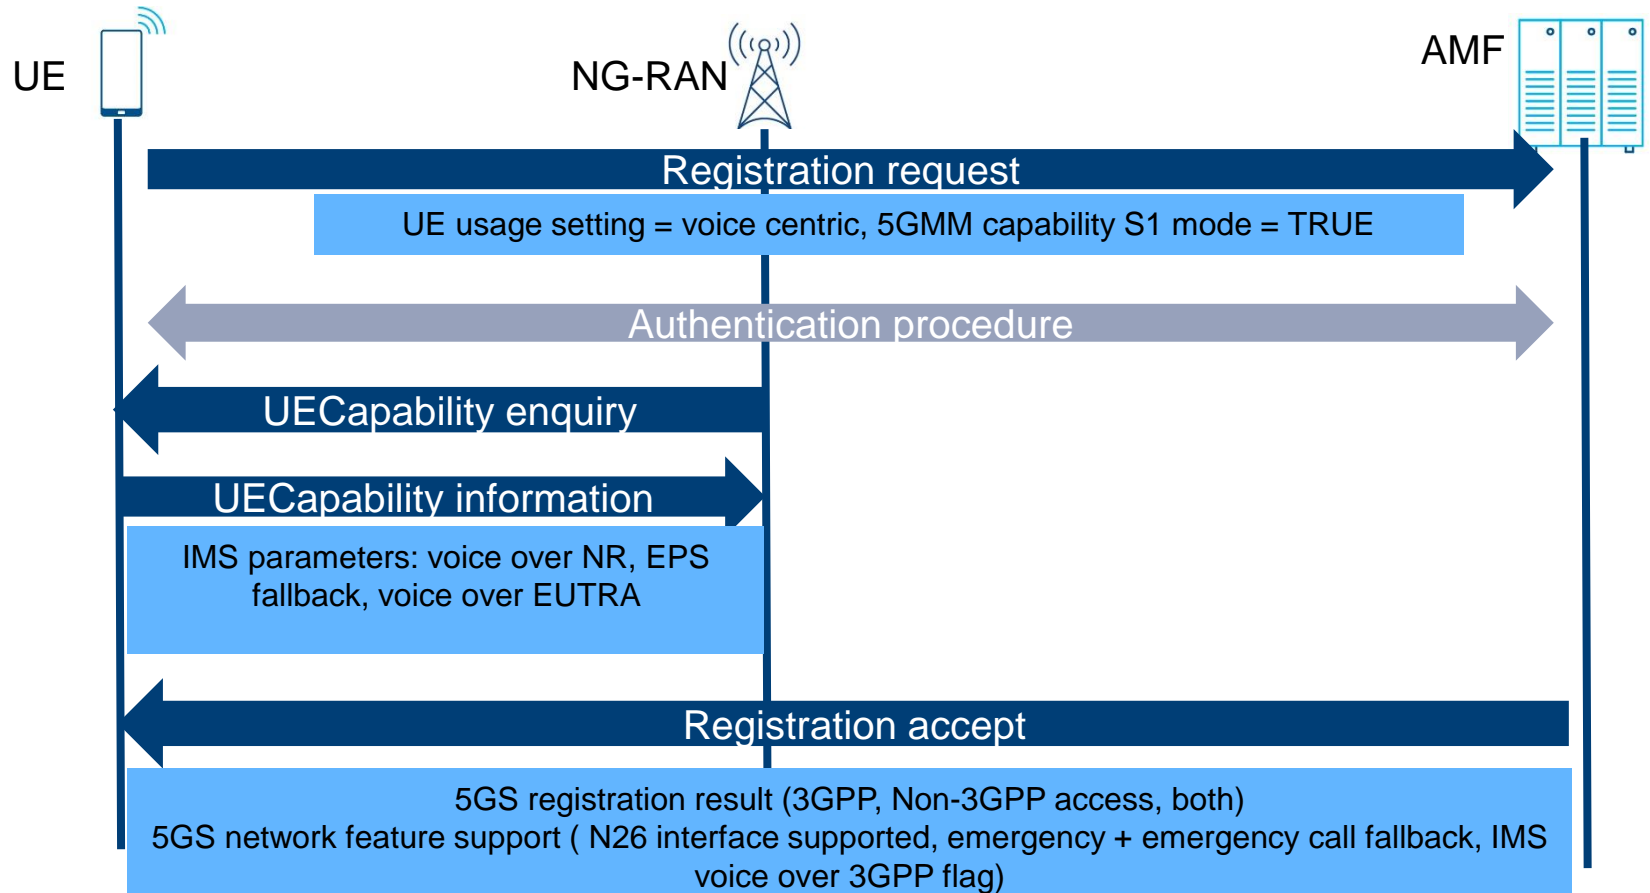 UE
NG-RAN
AMF
Registration request
UE usage setting = voice centric, 5GMM capability S1 mode = TRUE
Authentication procedure
UECapability enquiry
UECapability information
IMS parameters: voice over NR, EPS
fallback, voice over EUTRA
Registration accept
5GS registration result (3GPP, Non-3GPP access, both)
5GS network feature support ( N26 interface supported, emergency + emergency call fallback, IMS
voice over 3GPP flag)